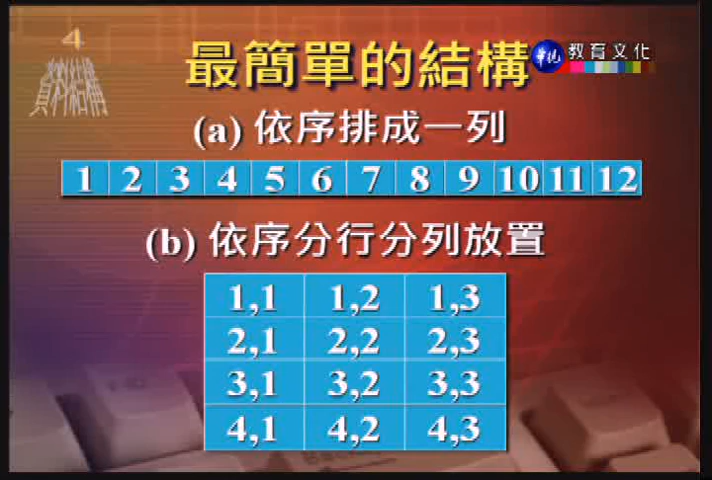 4
資料結構
最簡單的結構
華視 教育文化
(a) 依序排成一列
1 2 3 4 5 6 7 8 9 10 11 12
(b) 依序分行分列放置
1,1 1,2 1,3
2,1 2,2 2,3
3,1 3,2 3,3
4,1 4,2 4,3